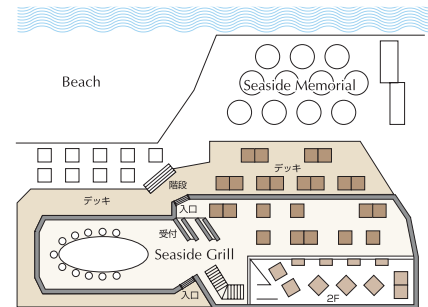 Beach
Seaside Memorial
デッキ
階段
デッキ
入口
受付
Seaside Grill
入口
2F